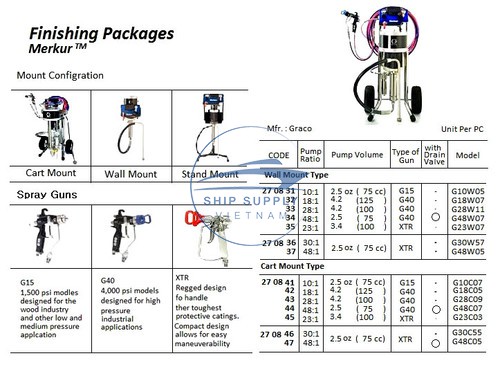 Finishing Packages
Merkur™
Mount Configration
Cart Mount
Wall Mount
Stand Mount
Spray Guns
G15
1,500 psi modles
designed for the
wood industry
and other low and
medium pressure
applcation
G40
4,000 psi models
designed for high
pressure
industrial
applcations
XTR
Regged design
fo handle
ther toughest
protective catings.
Compact design
allows for easy
maneuverability
SHIP SUPPLY
VIETNAM
Mfr. : Graco
Unit Per PC
CODE Pump Ratio Pump Volume Type of Gun with Drain Valve Model
Wall Mount Type
27 08 31 10:1 2.5 oz ( 75 cc) G15 - G10W05
32 18:1 4.2 (125) G40 - G18W07
33 28:1 4.2 (100) G40 - G28W11
34 48:1 2.5 (75) G40 ○ G48W07
35 23:1 3.4 (100) XTR - G23W07
27 08 36 30:1 2.5 oz ( 75 cc) XTR - G30W57
37 48:1 - G48W05
Cart Mount Type
27 08 41 10:1 2.5 oz ( 75 cc) G15 - G10C07
42 18:1 4.2 (125) G40 - G18C05
43 28:1 4.2 (100) G40 - G28C09
44 48:1 2.5 (75) G40 ○ G48C07
45 23:1 3.4 (100) XTR - G23C03
27 08 46 30:1 2.5 oz ( 75 cc) XTR - G30C55
47 48:1 ○ G48C05